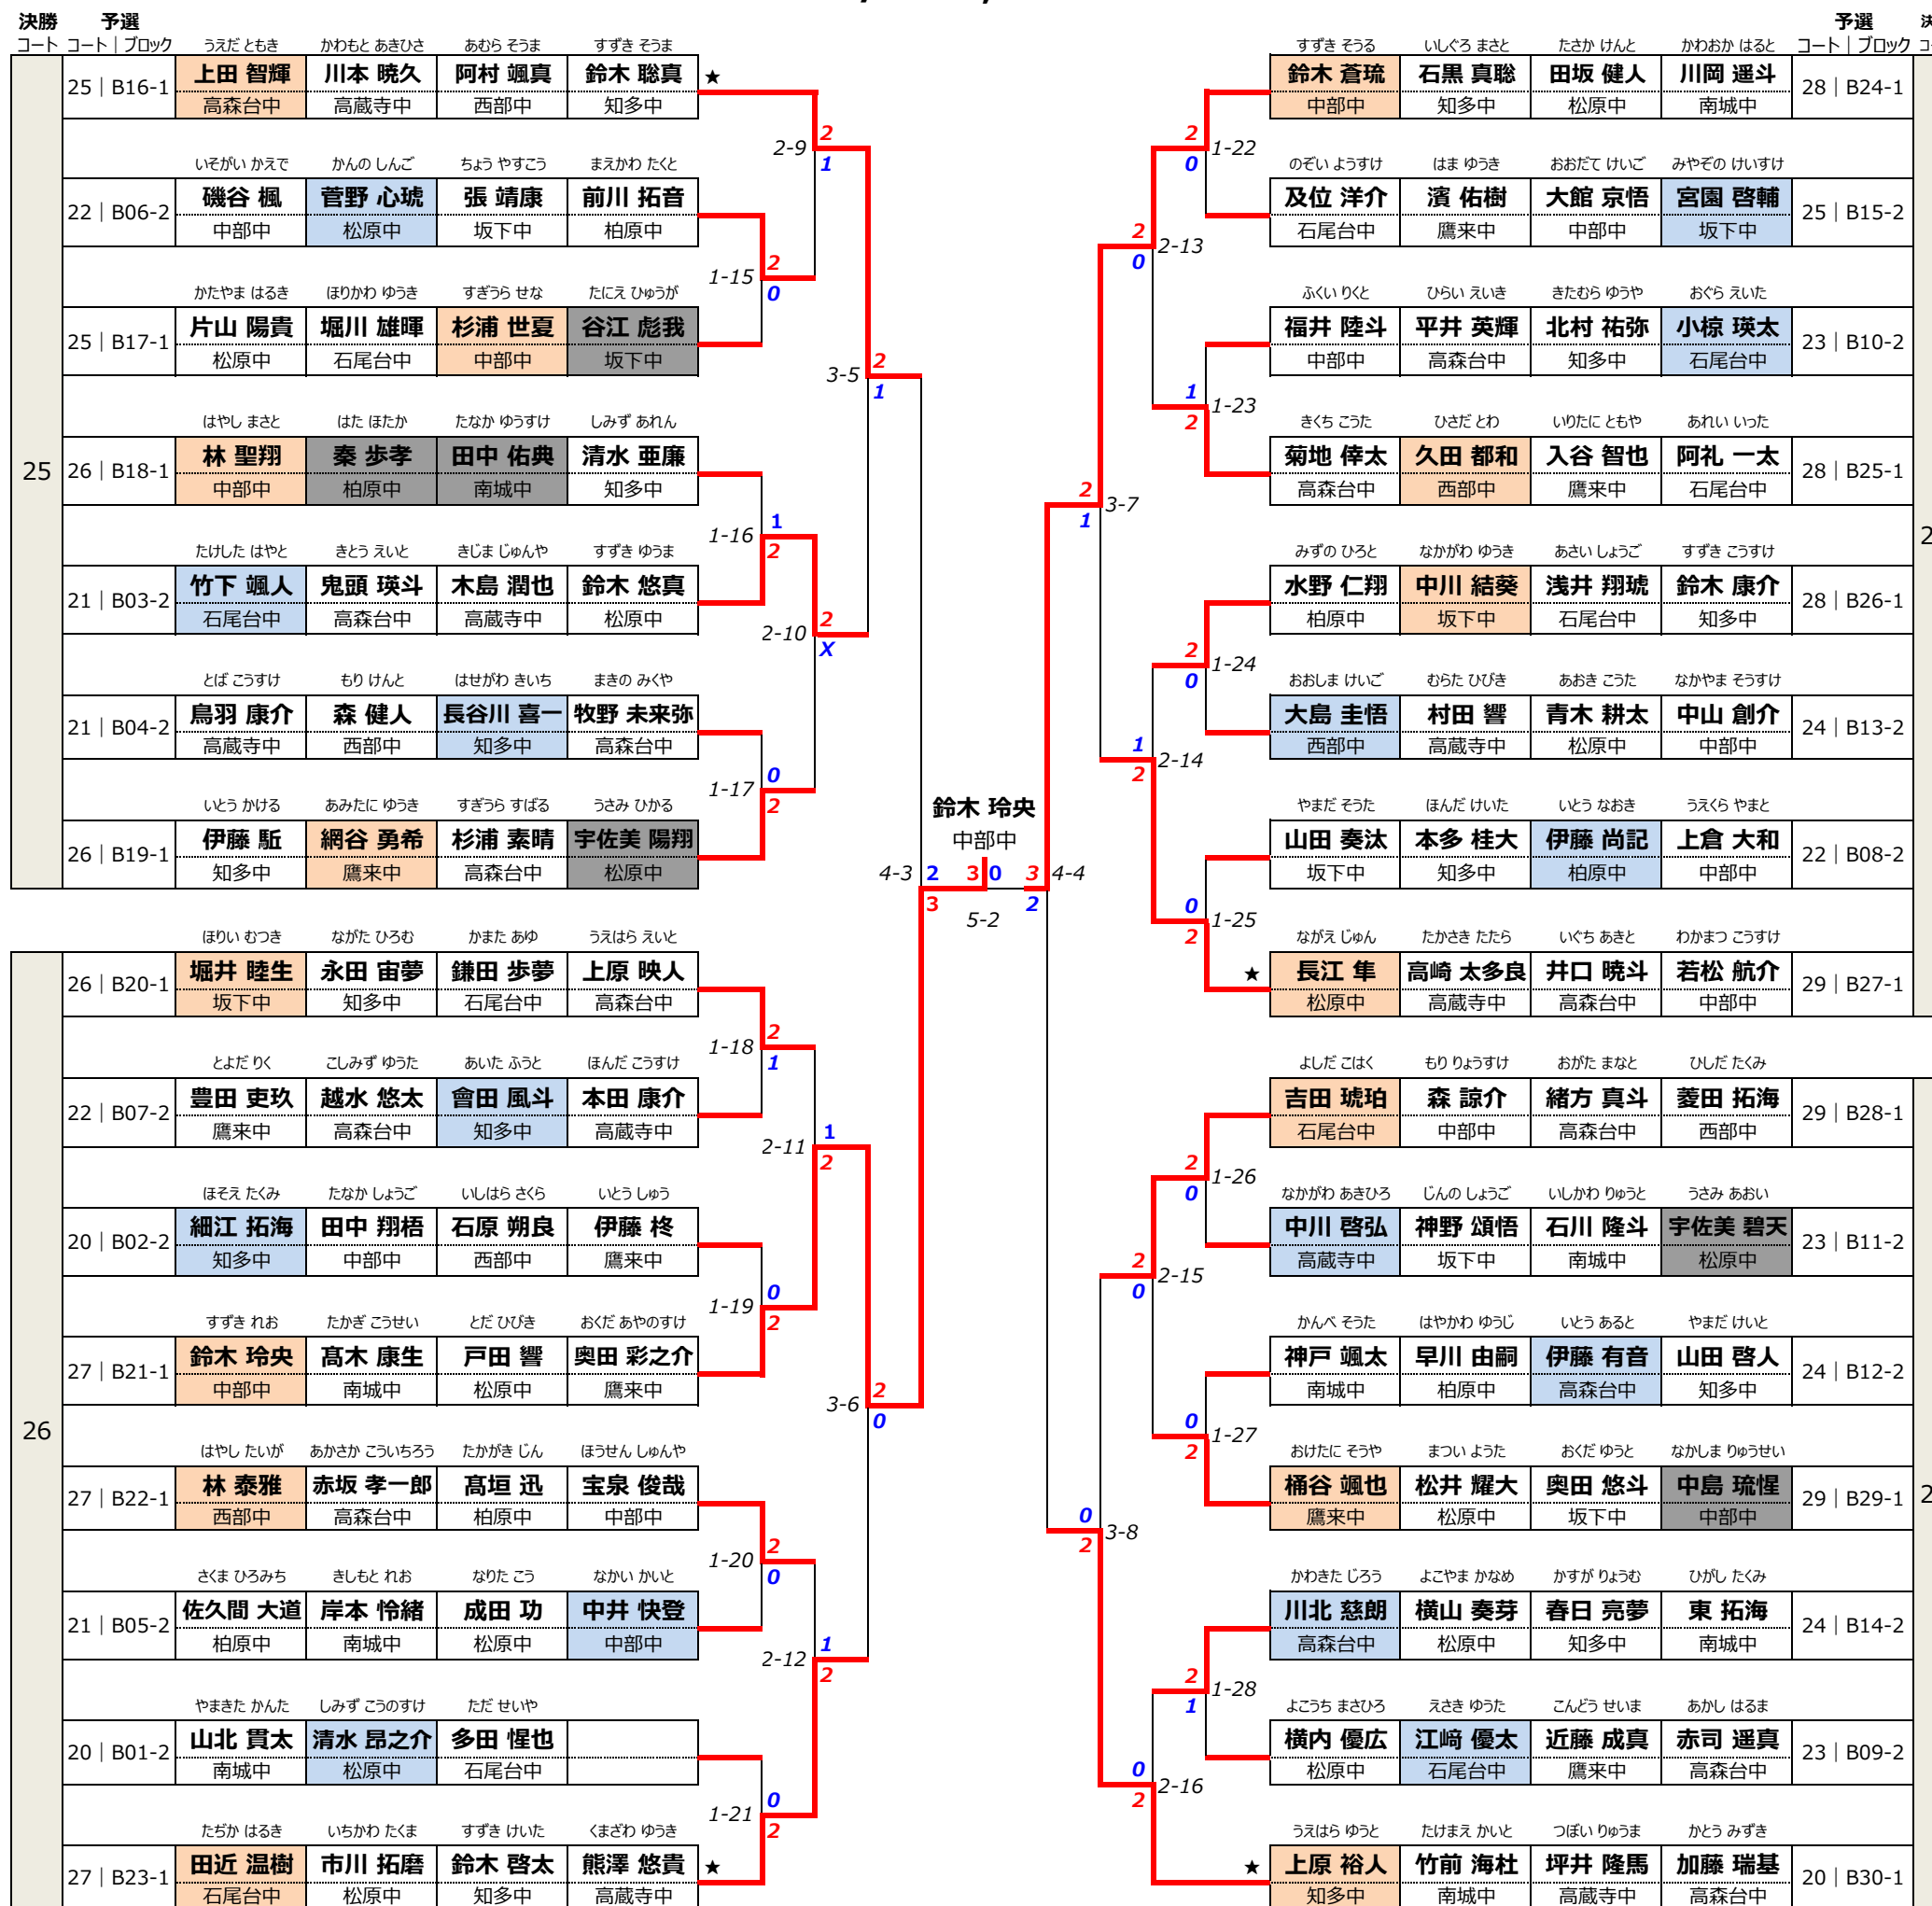 決勝 予選
コート コート｜ブロック
うえだ ともき かわもと あきひさ あむら そうま すずき そうま
25｜B16-1 上田 智輝 川本 暁久 阿村 颯真 鈴木 聡真 ★
高森台中 高蔵寺中 西部中 知多中
2-9 2 1
いそがい かえで かんの しんご ちょう やすこう まえかわ たくと
22｜B06-2 磯谷 楓 菅野 心琥 張 靖康 前川 拓音
中部中 松原中 坂下中 柏原中
1-15 2 0
かたやま はるき ほりかわ ゆうき すぎうら せな たにえ ひゅうが
25｜B17-1 片山 陽貴 堀川 雄暉 杉浦 世夏 谷江 彪我
松原中 石尾台中 中部中 坂下中
3-5 2 1
はやし まさと はた ほたか たなか ゆうすけ しみず あれん
25
26｜B18-1 林 聖翔 秦 歩孝 田中 佑典 清水 亜廉
中部中 柏原中 南城中 知多中
1-16 1 2
たけした はやと きとう えいと きじま じゅんや すずき ゆうま
21｜B03-2 竹下 颯人 鬼頭 瑛斗 木島 潤也 鈴木 悠真
石尾台中 高森台中 高蔵寺中 松原中
2-10 2 X
とば こうすけ もり けんと はせがわ きいち まきの みくや
21｜B04-2 鳥羽 康介 森 健人 長谷川 喜一 牧野 未来弥
高蔵寺中 西部中 知多中 高森台中
1-17 0 2
いとう かける あみたに ゆうき すぎうら すばる うさみ ひかる
26｜B19-1 伊藤 駈 網谷 勇希 杉浦 素晴 宇佐美 陽翔
知多中 鷹来中 高森台中 松原中
鈴木 玲央
中部中
4-3 2 3 3 0 3 2 4-4
5-2
ほりい むつき ながた ひろむ かまた あゆ うえはら えいと
26｜B20-1 堀井 睦生 永田 宙夢 鎌田 歩夢 上原 映人
坂下中 知多中 石尾台中 高森台中
1-18 2 1
とよだ りく こしみず ゆうた あいた ふうと ほんだ こうすけ
22｜B07-2 豊田 吏玖 越水 悠太 會田 風斗 本田 康介
鷹来中 高森台中 知多中 高蔵寺中
2-11 1 2
ほそえ たくみ たなか しょうご いしはら さくら いとう しゅう
20｜B02-2 細江 拓海 田中 翔梧 石原 朔良 伊藤 柊
知多中 中部中 西部中 鷹来中
1-19 0 2
すずき れお たかぎ こうせい とだ ひびき おくだ あやのすけ
27｜B21-1 鈴木 玲央 髙木 康生 戸田 響 奥田 彩之介
中部中 南城中 松原中 鷹来中
3-6 2 0
26
はやし たいが あかさか こういちろう たかがき じん ほうせん しゅんや
27｜B22-1 林 泰雅 赤坂 孝一郎 髙垣 迅 宝泉 俊哉
西部中 高森台中 柏原中 中部中
1-20 2 0
さくま ひろみち きしもと れお なりた こう なかい かいと
21｜B05-2 佐久間 大道 岸本 怜緒 成田 功 中井 快登
柏原中 南城中 松原中 中部中
2-12 1 2
やまきた かんた しみず こうのすけ ただ せいや
20｜B01-2 山北 貫太 清水 昂之介 多田 惺也
南城中 松原中 石尾台中
1-21 0 2
たぢか はるき いちかわ たくま すずき けいた くまざわ ゆうき
27｜B23-1 田近 温樹 市川 拓磨 鈴木 啓太 熊澤 悠貴 ★
石尾台中 松原中 知多中 高蔵寺中
予選
コート｜ブロック
すずき そうる いしぐろ まさと たさか けんと かわおか はると
鈴木 蒼琉 石黒 真聡 田坂 健人 川岡 遥斗 28｜B24-1
中部中 知多中 松原中 南城中
2 0 1-22
のぞい ようすけ はま ゆうき おおだて けいご みやぞの けいすけ
及位 洋介 濱 佑樹 大館 京悟 宮園 啓輔 25｜B15-2
石尾台中 鷹来中 中部中 坂下中
2 0 2-13
ふくい りくと ひらい えいき きたむら ゆうや おぐら えいた
福井 陸斗 平井 英輝 北村 祐弥 小椋 瑛太 23｜B10-2
中部中 高森台中 知多中 石尾台中
1 2 1-23
きくち こうた ひさだ とわ いりたに ともや あれい いった
菊地 倖太 久田 都和 入谷 智也 阿礼 一太 28｜B25-1
高森台中 西部中 鷹来中 石尾台中
2 1 3-7
みずの ひろと なかがわ ゆうき あさい しょうご すずき こうすけ
水野 仁翔 中川 結葵 浅井 翔琥 鈴木 康介 28｜B26-1
柏原中 坂下中 石尾台中 知多中
2 0 1-24
おおしま けいご むらた ひびき あおき こうた なかやま そうすけ
大島 圭悟 村田 響 青木 耕太 中山 創介 24｜B13-2
西部中 高蔵寺中 松原中 中部中
1 2 2-14
やまだ そうた ほんだ けいた いとう なおき うえくら やまと
山田 奏汰 本多 桂大 伊藤 尚記 上倉 大和 22｜B08-2
坂下中 知多中 柏原中 中部中
0 2 1-25
ながえ じゅん たかさき たたら いぐち あきと わかまつ こうすけ
★ 長江 隼 高崎 太多良 井口 暁斗 若松 航介 29｜B27-1
松原中 高蔵寺中 高森台中 中部中
よしだ こはく もり りょうすけ おがた まなと ひしだ たくみ
吉田 琥珀 森 諒介 緒方 真斗 菱田 拓海 29｜B28-1
石尾台中 中部中 高森台中 西部中
2 0 1-26
なかがわ あきひろ じんの しょうご いしかわ りゅうと うさみ あおい
中川 啓弘 神野 頌悟 石川 隆斗 宇佐美 碧天 23｜B11-2
高蔵寺中 坂下中 南城中 松原中
2 0 2-15
かんべ そうた はやかわ ゆうじ いとう あると やまだ けいと
神戸 颯太 早川 由嗣 伊藤 有音 山田 啓人 24｜B12-2
南城中 柏原中 高森台中 知多中
0 2 1-27
おけたに そうや まつい ようた おくだ ゆうと なかしま りゅうせい
桶谷 颯也 松井 耀大 奥田 悠斗 中島 琉惺 29｜B29-1
鷹来中 松原中 坂下中 中部中
0 2 3-8
かわきた じろう よこやま かなめ かすが りょうむ ひがし たくみ
川北 慈朗 横山 奏芽 春日 亮夢 東 拓海 24｜B14-2
高森台中 松原中 知多中 南城中
2 1 1-28
よこうち まさひろ えさき ゆうた こんどう せいま あかし はるま
横内 優広 江﨑 優太 近藤 成真 赤司 遥真 23｜B09-2
松原中 石尾台中 鷹来中 高森台中
0 2 2-16
うえはら ゆうと たけまえ かいと つぼい りゅうま かとう みずき
★ 上原 裕人 竹前 海杜 坪井 隆馬 加藤 瑞基 20｜B30-1
知多中 南城中 高蔵寺中 高森台中